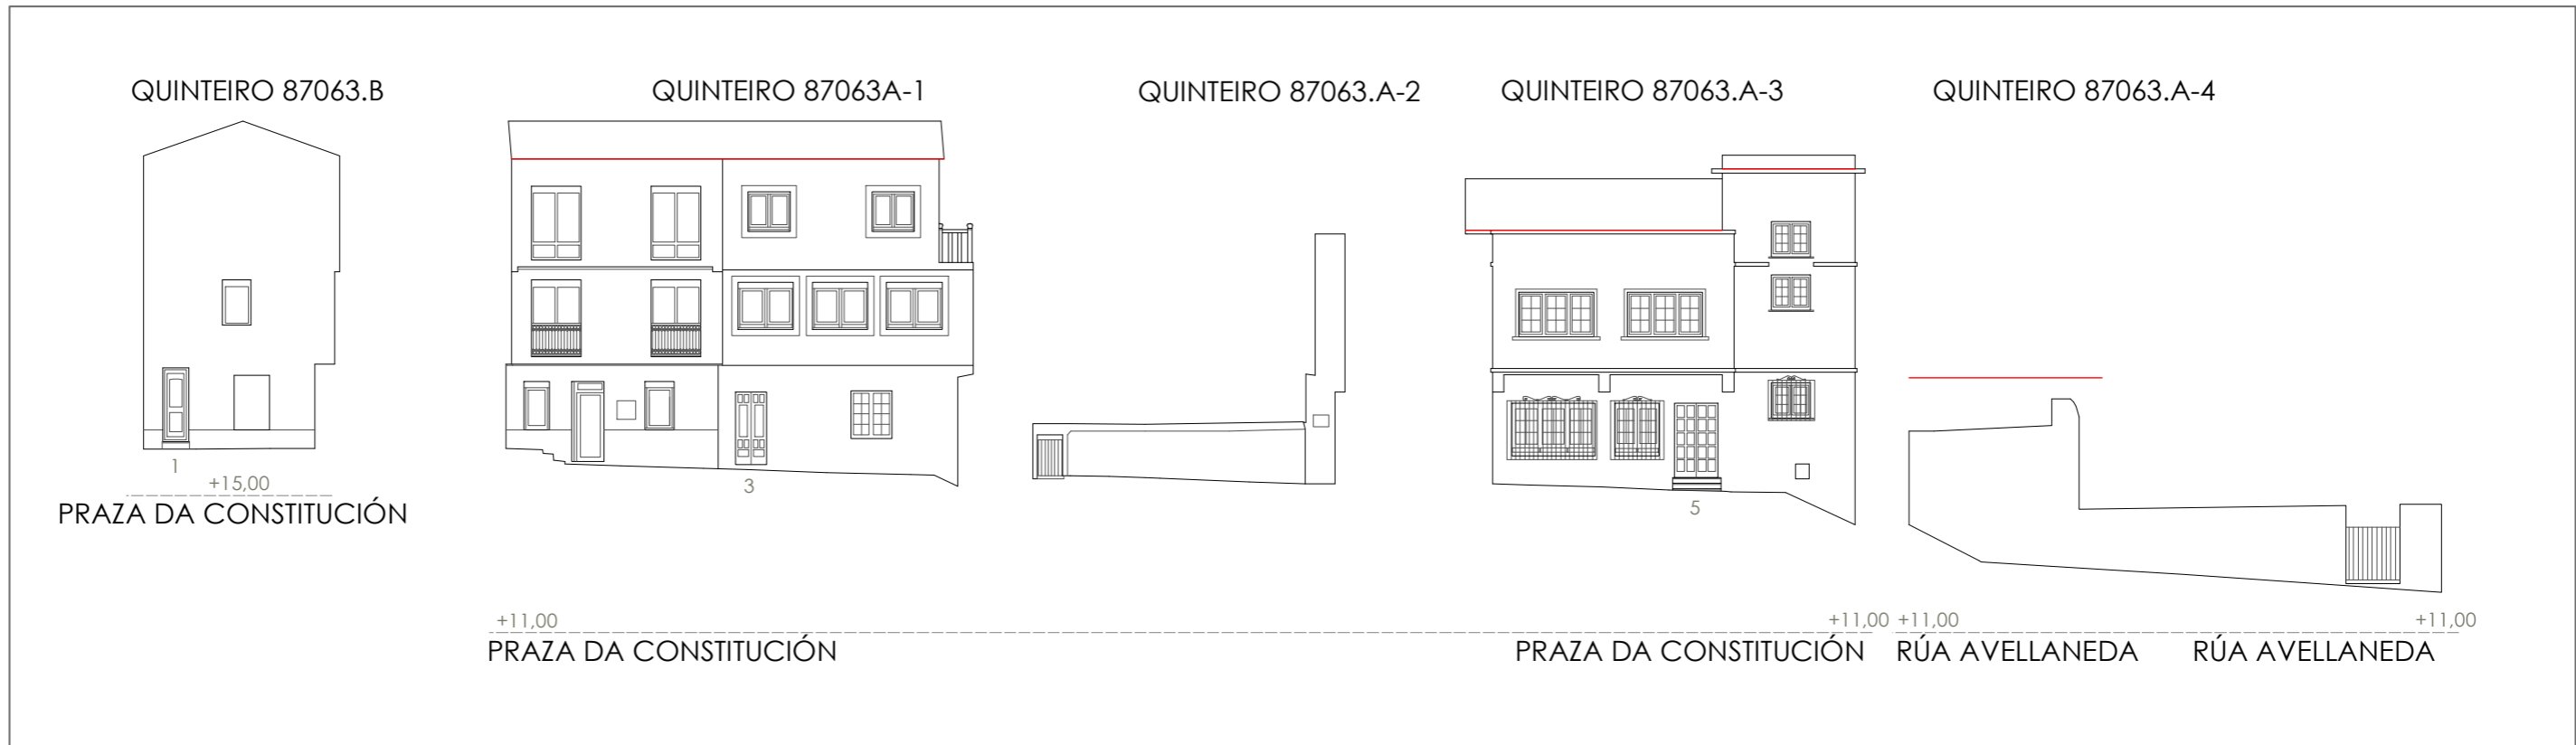 QUINTEIRO 87063.B
QUINTEIRO 87063A-1
QUINTEIRO 87063.A-2
QUINTEIRO 87063.A-3
QUINTEIRO 87063.A-4
1
+15,00
PRAZA DA CONSTITUCIÓN
3
5
+11,00
+11,00
+11,00
+11,00
PRAZA DA CONSTITUCIÓN
PRAZA DA CONSTITUCIÓN
RÚA AVELLANEDA
RÚA AVELLANEDA